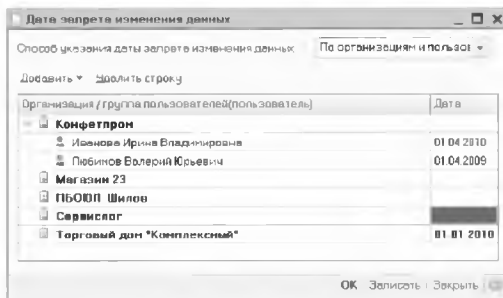 Дата запрета изменения данных
Способ указания даты запрета изменения данных: По организациям и пользов
Добавить Удалить строку
Организация / группа пользователей(пользователь) Дата
Конфетпром
Иванова Ирина Владимировна 01.04.2010
Любимов Валерий Юрьевич 01.04.2009
Магазин 23
ПБОЮЛ Шилов
Сервислог
Торговый дом "Комплексный" 01.01.2010
OK Записать Закрыть